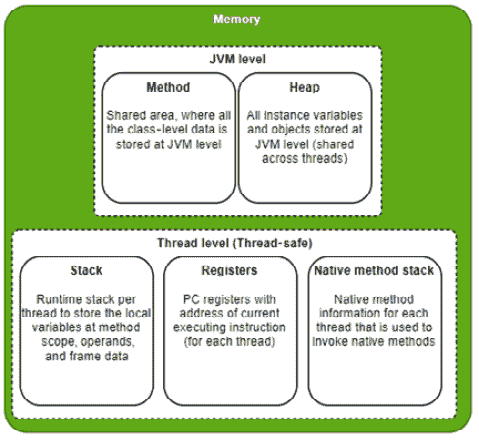 Memory
JVM level
Method
Shared area, where all
the class-level data is
stored at JVM level
Heap
All instance variables
and objects stored at
JVM level (shared
across threads)
Thread level (Thread-safe)
Stack
Runtime stack per
thread to store the local
variables at method
scope, operands,
and frame data
Registers
PC registers with
address of current
executing instruction
(for each thread)
Native method stack
Native method
information for each
thread that is used to
invoke native methods